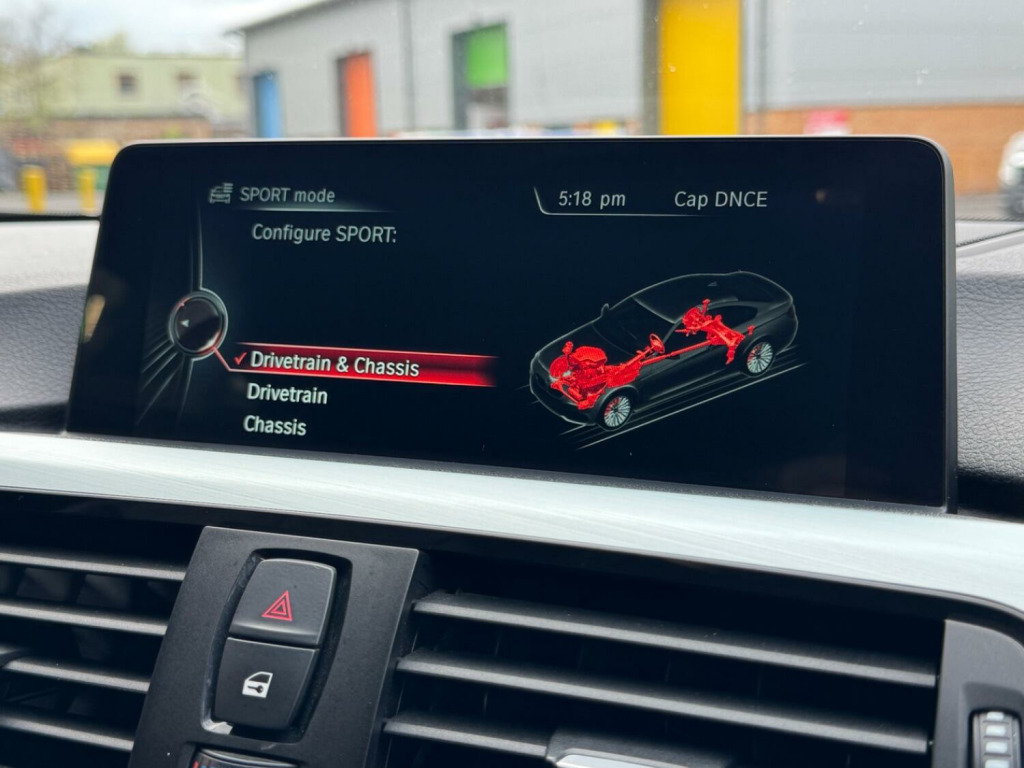 SPORT mode
5:18 pm
Cap DNCE
Configure SPORT:
Drivetrain & Chassis
Drivetrain
Chassis